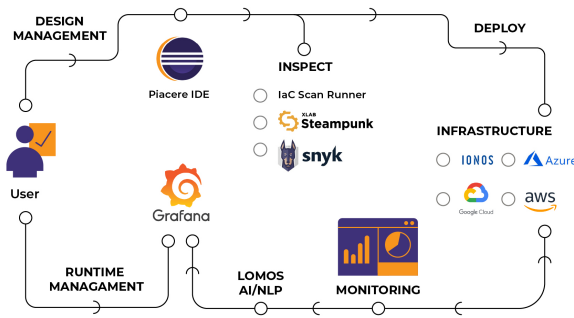 DESIGN
MANAGEMENT
DEPLOY
Piacere IDE
INSPECT
IaC Scan Runner
XLAB
Steampunk
snyk
INFRASTRUCTURE
IONOS
Azure
Google Cloud
aws
User
Grafana
RUNTIME
MANAGAMENT
LOMOS
AI/NLP
MONITORING